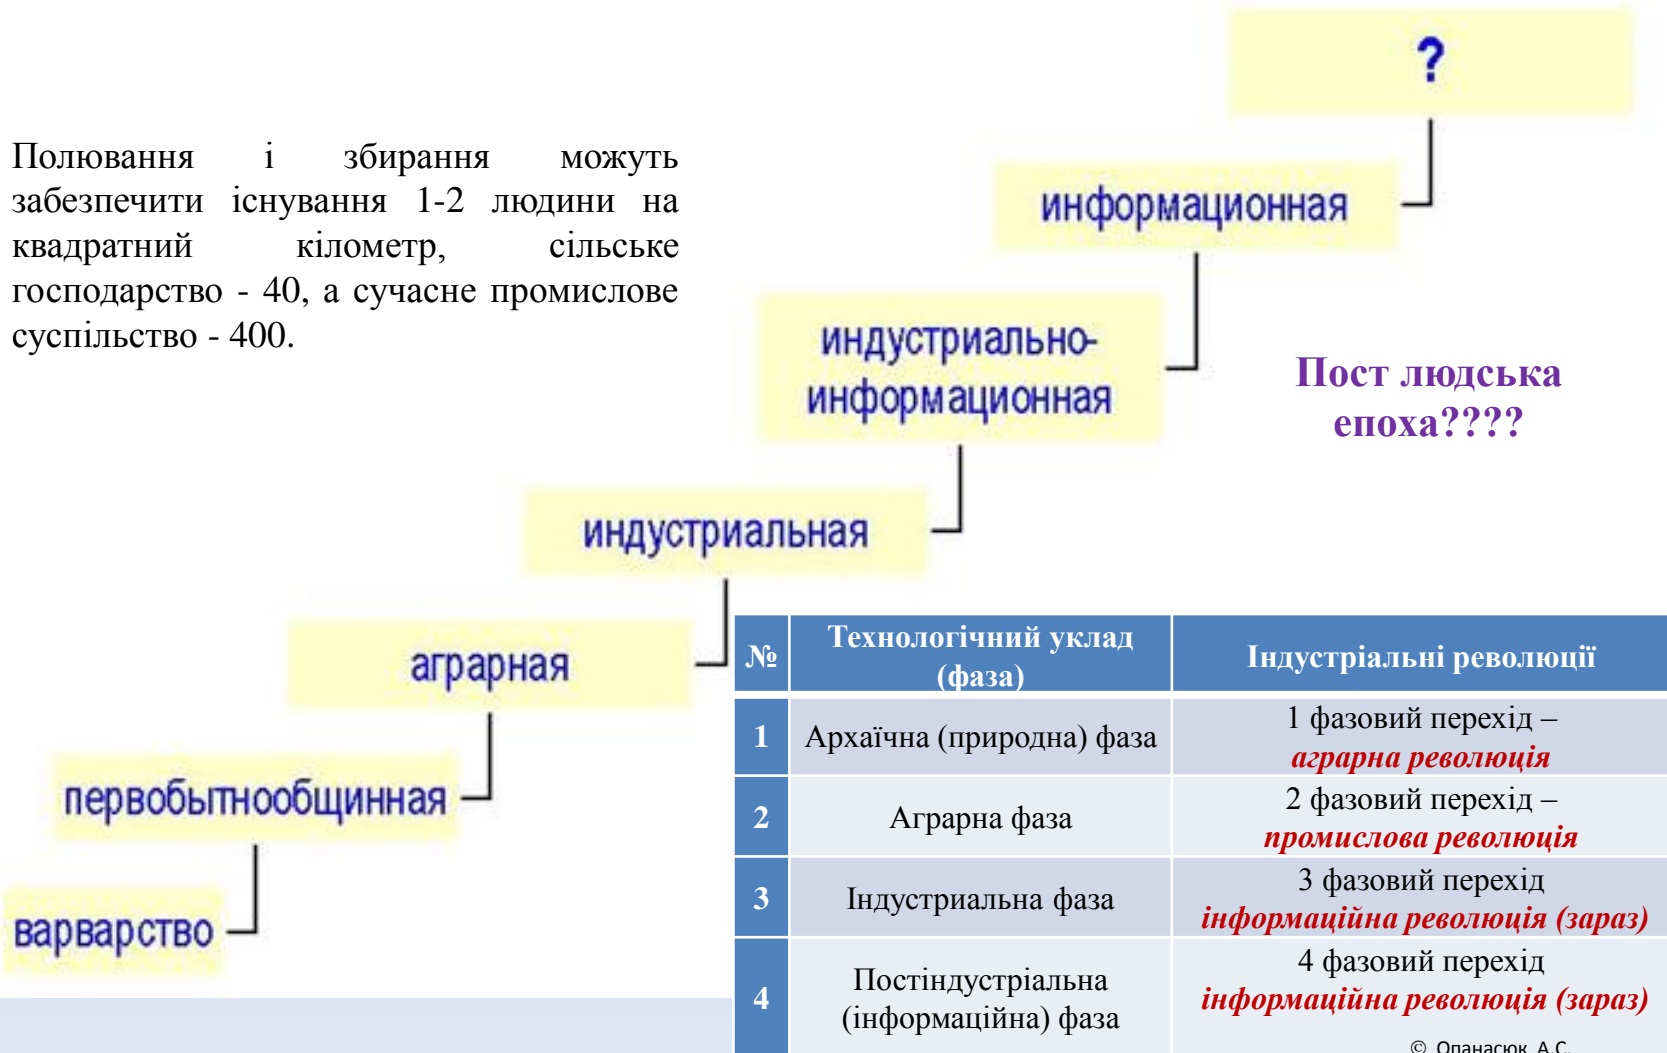 ?
Полювання і збирання можуть
забезпечити існування 1-2 людини на
квадратний кілометр, сільське
господарство - 40, а сучасне промислове
суспільство - 400.
информационная
индустриально-
информационная
Пост людська
епоха????
индустриальная
аграрная
первобытнообщинная
варварство
№ Технологічний уклад (фаза) Індустріальні революції
1 Архаїчна (природна) фаза 1 фазовий перехід –
аграрна революція
2 Аграрна фаза 2 фазовий перехід –
промислова революція
3 Індустриальна фаза 3 фазовий перехід
інформаційна революція (зараз)
4 Постіндустріальна
(інформаційна) фаза
4 фазовий перехід
інформаційна революція (зараз)
© Опанасюк А.С.